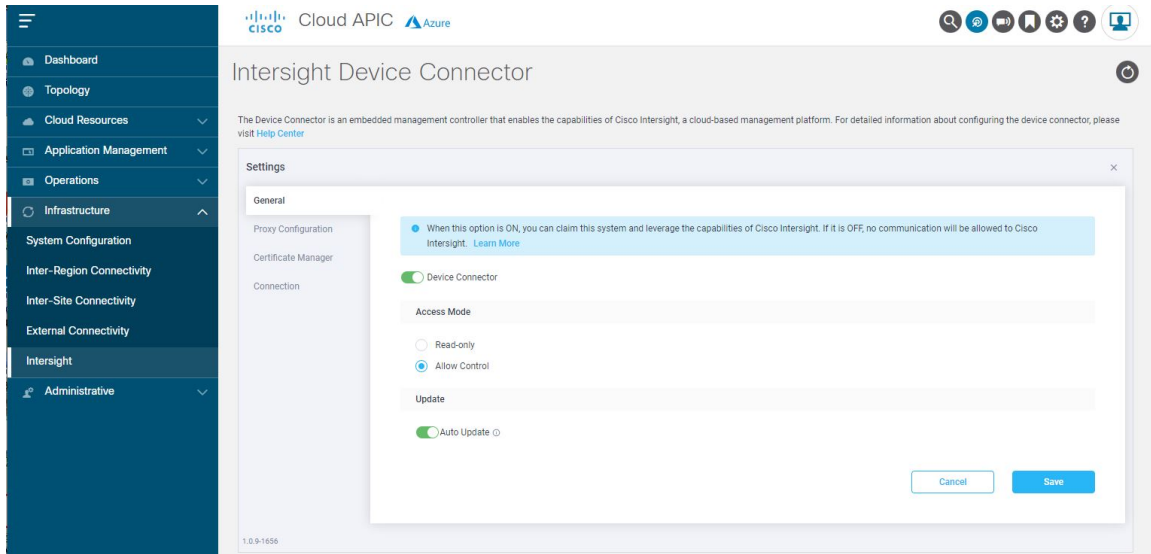 CISCO
Cloud APIC
Azure
Dashboard
Topology
Cloud Resources
Application Management
Operations
Infrastructure
System Configuration
Inter-Region Connectivity
Inter-Site Connectivity
External Connectivity
Intersight
Administrative
Intersight Device Connector
The Device Connector is an embedded management controller that enables the capabilities of Cisco Intersight, a cloud-based management platform. For detailed information about configuring the device connector, please
visit Help Center
Settings
General
Proxy Configuration
Certificate Manager
Connection
When this option is ON, you can claim this system and leverage the capabilities of Cisco Intersight. If it is OFF, no communication will be allowed to Cisco
Intersight. Learn More
Device Connector
Access Mode
Read-only
Allow Control
Update
Auto Update
Cancel
Save
1.0.9-1656